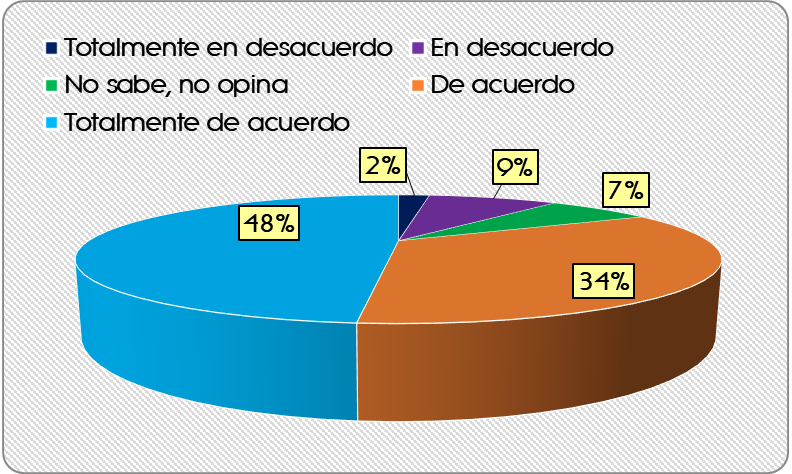 Totalmente en desacuerdo En desacuerdo
No sabe, no opina De acuerdo
Totalmente de acuerdo
2% 9%
7%
48%
34%